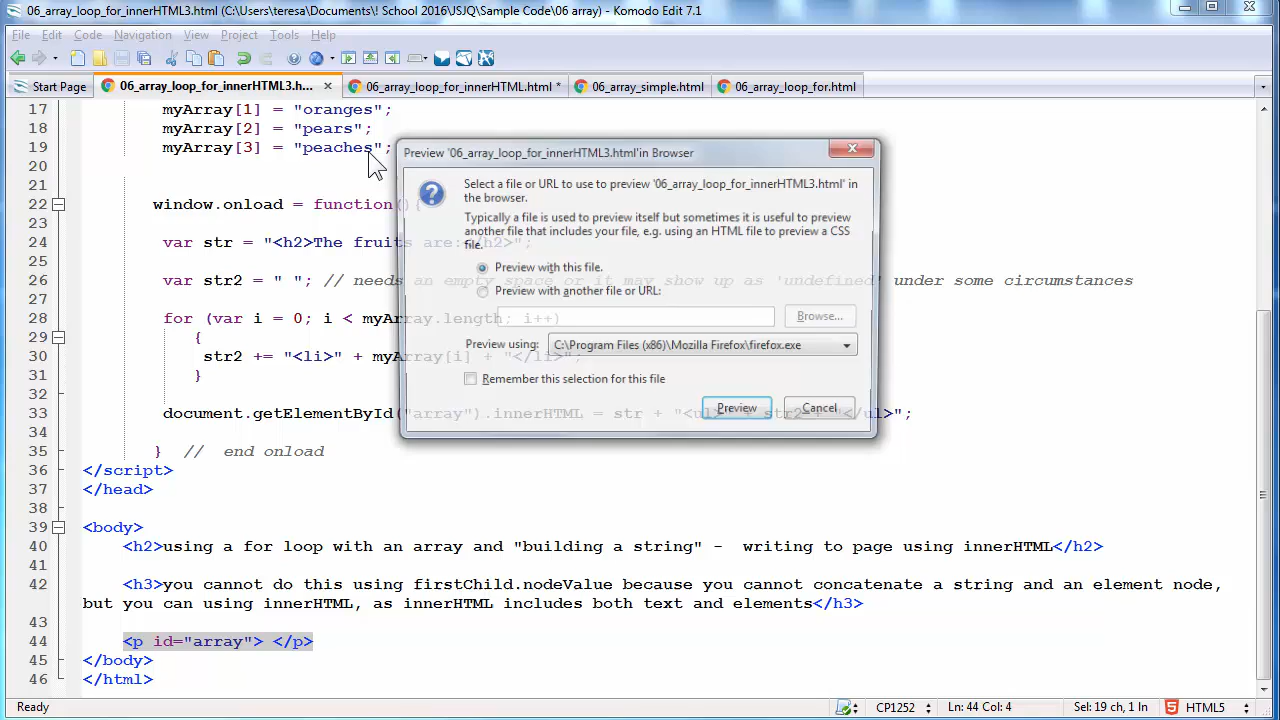 06_array_loop_for_innerHTML3.html (C:\Users\teresa\Documents\! School 2016\JSJQ\Sample Code\06 array) - Komodo Edit 7.1
File Edit Code Navigation View Project Tools Help
Start Page 06_array_loop_for_innerHTML3.h... 06_array_loop_for_innerHTML.html * 06_array_simple.html 06_array_loop_for.html
17 myArray[1] = "oranges";
18 myArray[2] = "pears";
19 myArray[3] = "peaches";
20
21
22 window.onload = function(){
23
24 var str = "<h2>The fruits are:</h2>";
25
26 var str2 = " "; // needs an empty space or it may show up as 'undefined' under some circumstances
27
28 for (var i = 0; i < myArray.length; i++)
29 {
30 str2 += "<li>" + myArray[i] + "</li>";
31 }
32
33 document.getElementById("array").innerHTML = str + "<ul>" + str2 + "</ul>";
34
35 } // end onload
36 </script>
37 </head>
38
39 <body>
40 <h2>using a for loop with an array and "building a string" - writing to page using innerHTML</h2>
41
42 <h3>you cannot do this using firstChild.nodeValue because you cannot concatenate a string and an element node,
but you can using innerHTML, as innerHTML includes both text and elements</h3>
43
44 <p id="array"> </p>
45 </body>
46 </html>
Preview '06_array_loop_for_innerHTML3.html'in Browser
Select a file or URL to use to preview '06_array_loop_for_innerHTML3.html' in
the browser.
Typically a file is used to preview itself but sometimes it is useful to preview
another file that includes your file, e.g. using an HTML file to preview a CSS
file.
Preview with this file.
Preview with another file or URL:
Browse...
Preview using: C:\Program Files (x86)\Mozilla Firefox\firefox.exe
Remember this selection for this file
Preview Cancel
Ready CP1252 Ln: 44 Col: 4 Sel: 19 ch, 1 ln HTML5